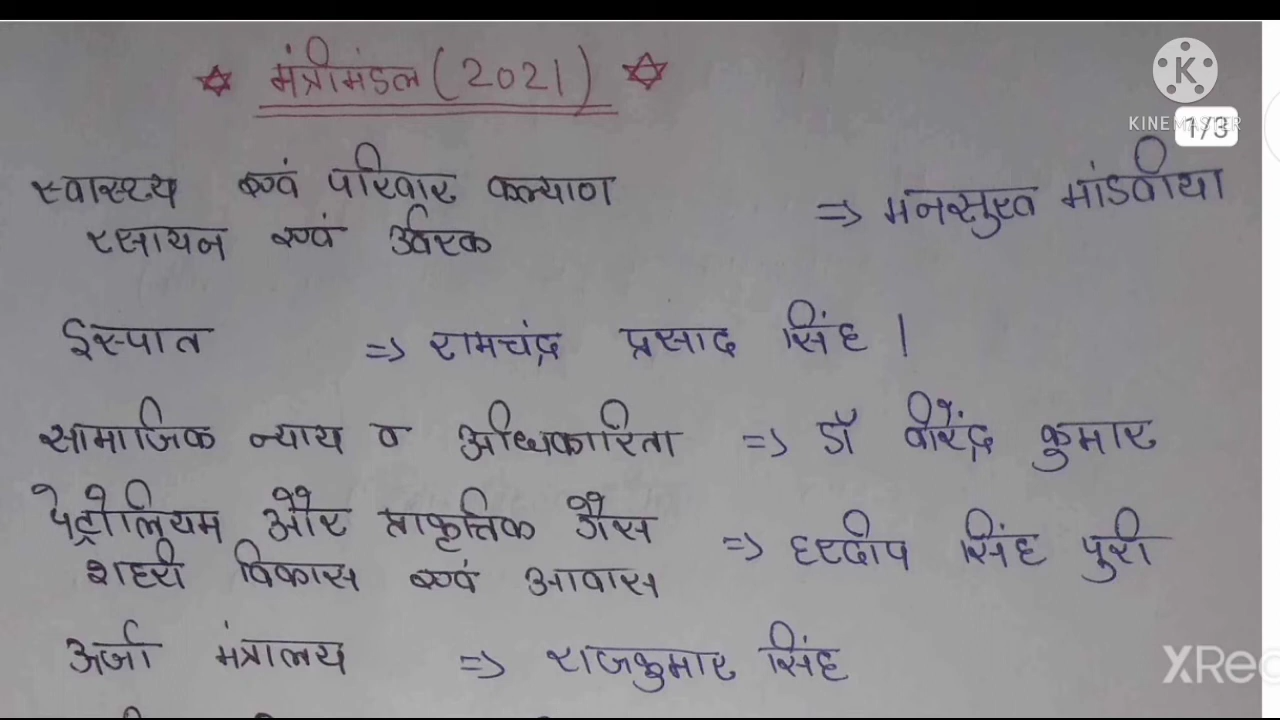 मंत्रीमंडल (2021)
KINEMASTER
1/3
स्वास्थ्य एवं परिवार कल्याण
रसायन एवं उर्वरक ⇒ मनसुख मांडवीया
इस्पात ⇒ रामचंद्र प्रसाद सिंह |
सामाजिक न्याय व अधिकारिता ⇒ डॉ वीरेंद्र कुमार
पेट्रोलियम और प्राकृतिक गैस
शहरी विकास एवं आवास ⇒ हरदीप सिंह पुरी
अर्जा मंत्रालय ⇒ राजकुमार सिंह
XRec